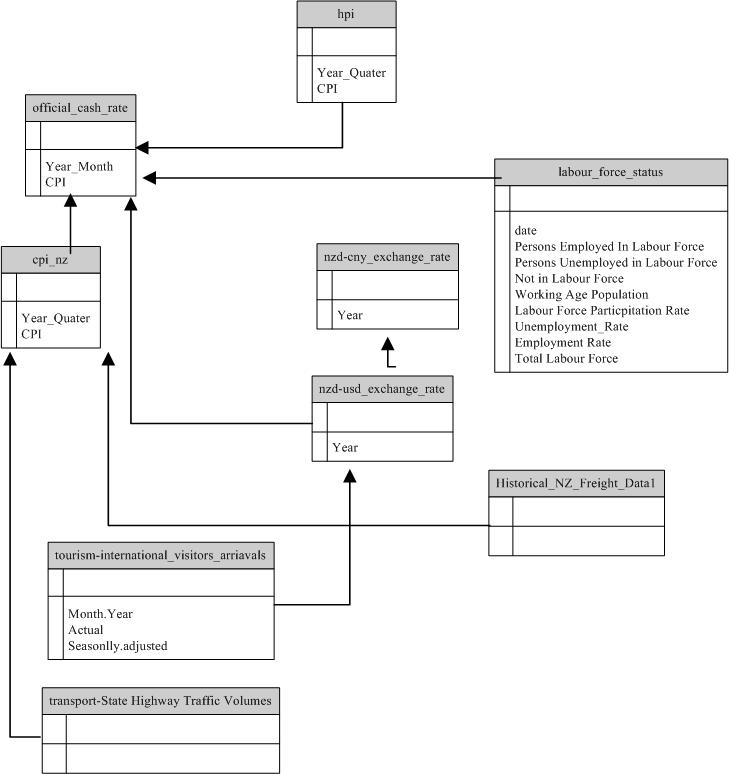 hpi
Year_Quater
CPI
official_cash_rate
Year_Month
CPI
labour_force_status
date
Persons Employed In Labour Force
Persons Unemployed in Labour Force
Not in Labour Force
Working Age Population
Labour Force Particpitation Rate
Unemployment_Rate
Employment Rate
Total Labour Force
cpi_nz
Year_Quater
CPI
nzd-cny_exchange_rate
Year
nzd-usd_exchange_rate
Year
Historical_NZ_Freight_Data1
tourism-international_visitors_arriavals
Month.Year
Actual
Seasonlly.adjusted
transport-State Highway Traffic Volumes